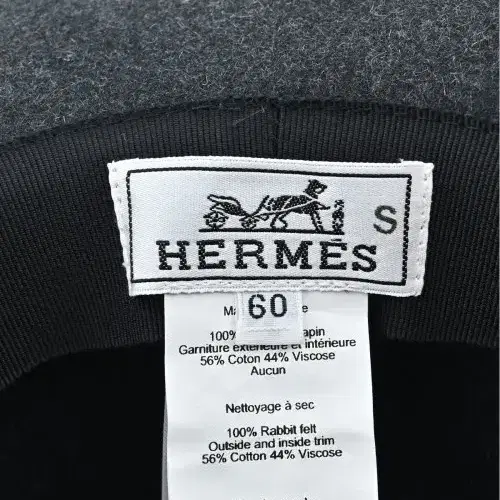 S
HERMES
60
100%
Garniture extérieure et intérieure
56% Coton 44% Viscose
Aucun
Nettoyage à sec
100% Rabbit felt
Outside and inside trim
56% Cotton 44% Viscose